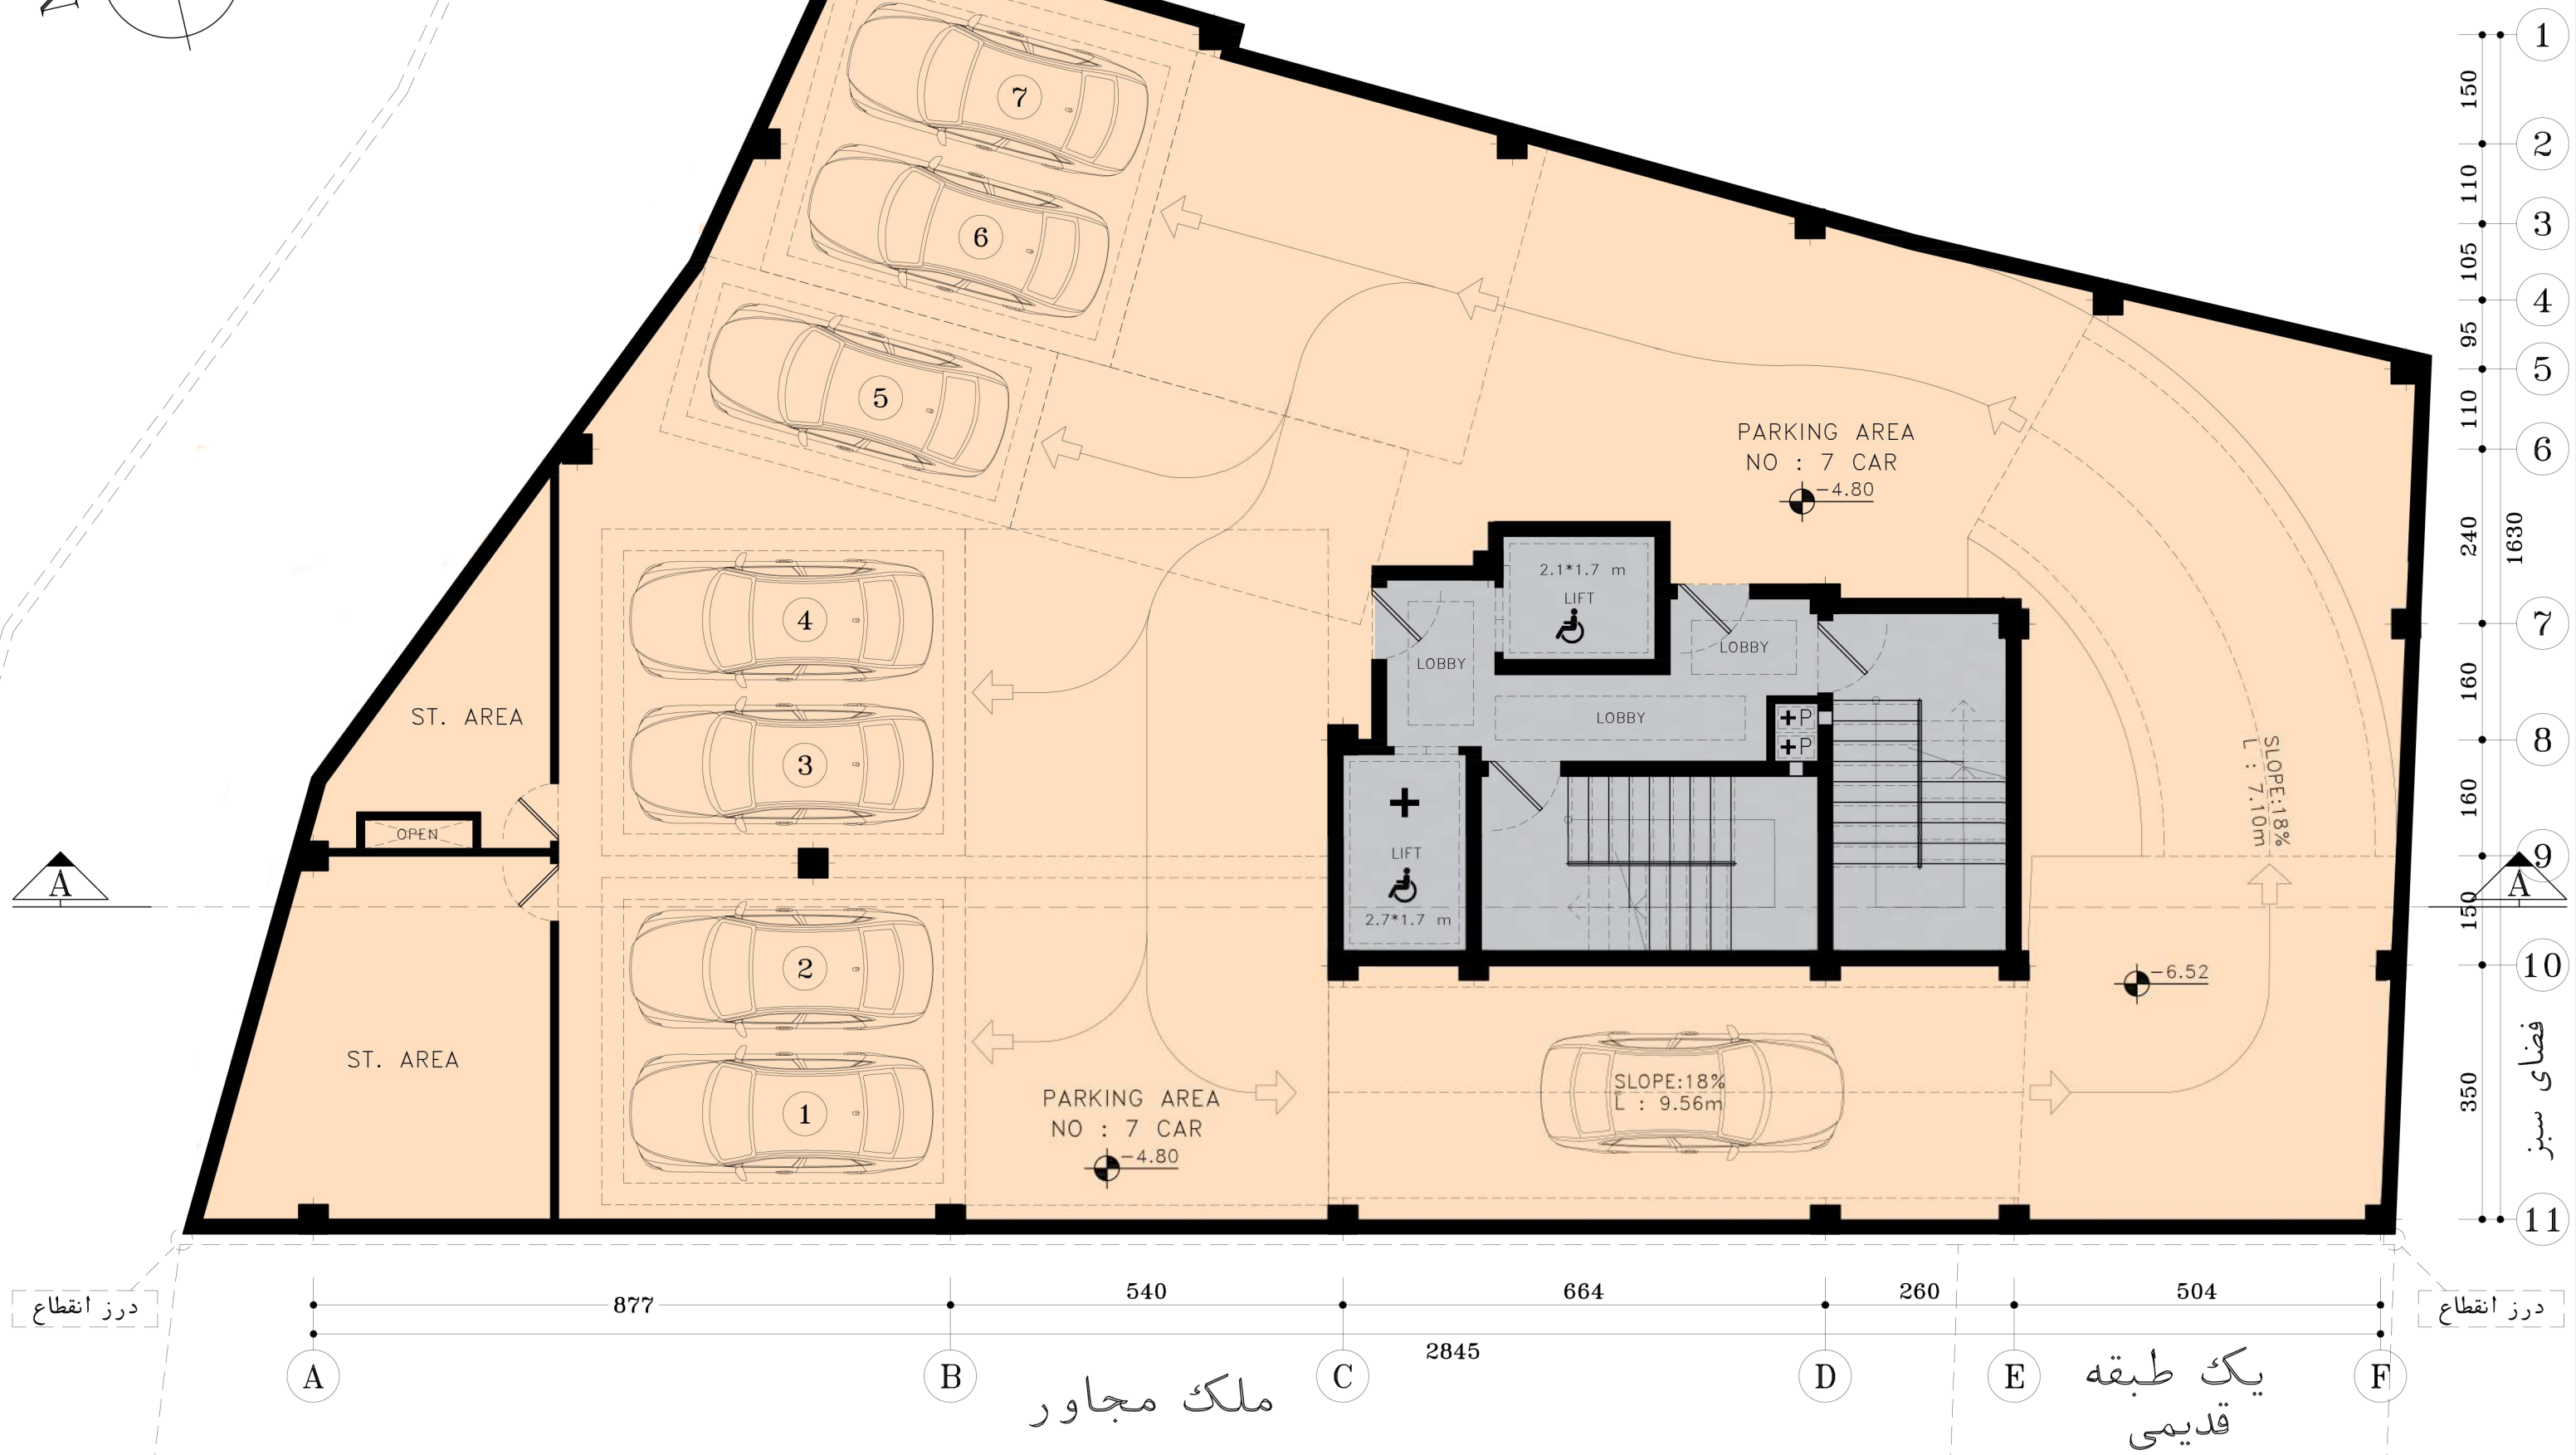 1
150
2
7
110
3
6
105
4
95
5
5
110
6
PARKING AREA
NO : 7 CAR
-4.80
240
1630
2.1*1.7 m
LIFT
4
7
LOBBY
LOBBY
160
ST. AREA
LOBBY
+P
+P
8
3
SLOPE:18%
L : 7.10m
160
OPEN
9
LIFT
A
A
2.7*1.7 m
150
2
10
-6.52
فضای سبز
ST. AREA
SLOPE:18%
L : 9.56m
350
PARKING AREA
NO : 7 CAR
-4.80
1
11
درز انقطاع
877
540
664
260
504
درز انقطاع
2845
A
B
C
D
E
F
ملک مجاور
یک طبقه
قدیمی